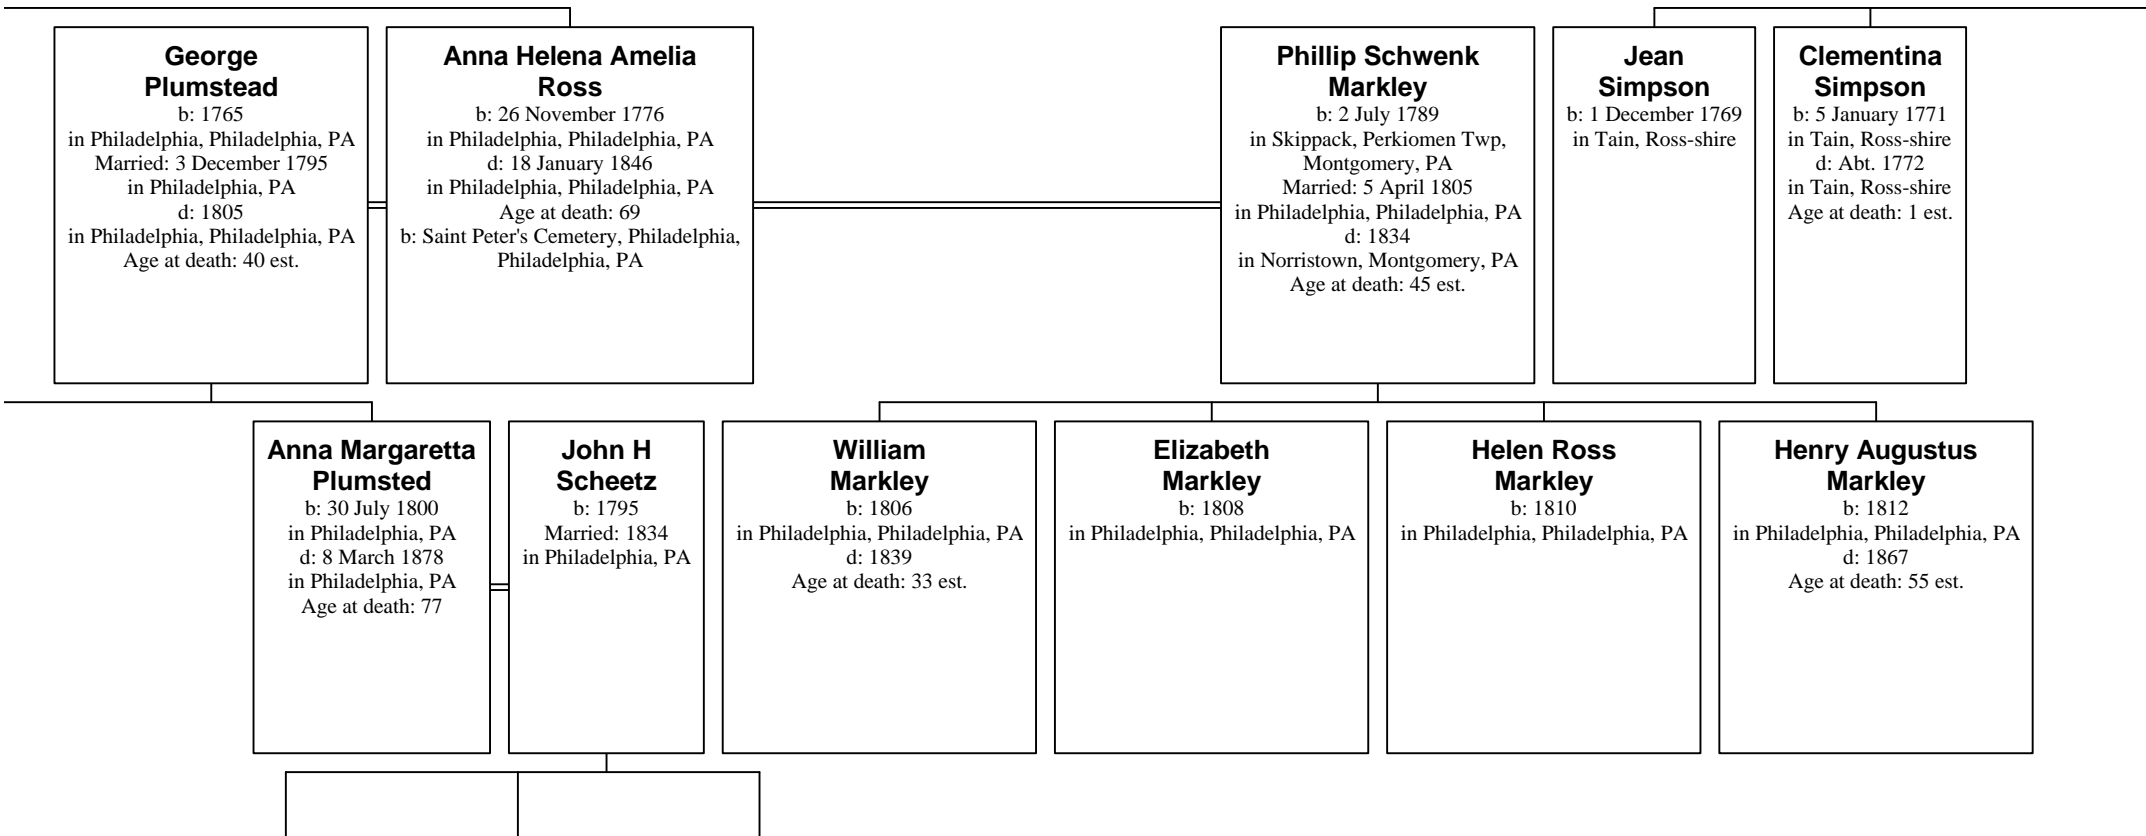 George
Plumstead
b: 1765
in Philadelphia, Philadelphia, PA
Married: 3 December 1795
in Philadelphia, PA
d: 1805
in Philadelphia, Philadelphia, PA
Age at death: 40 est.
Anna Helena Amelia
Ross
b: 26 November 1776
in Philadelphia, Philadelphia, PA
d: 18 January 1846
in Philadelphia, Philadelphia, PA
Age at death: 69
b: Saint Peter's Cemetery, Philadelphia,
Philadelphia, PA
Phillip Schwenk
Markley
b: 2 July 1789
in Skippack, Perkiomen Twp,
Montgomery, PA
Married: 5 April 1805
in Philadelphia, Philadelphia, PA
d: 1834
in Norristown, Montgomery, PA
Age at death: 45 est.
Jean
Simpson
b: 1 December 1769
in Tain, Ross-shire
Clementina
Simpson
b: 5 January 1771
in Tain, Ross-shire
d: Abt. 1772
in Tain, Ross-shire
Age at death: 1 est.
Anna Margaretta
Plumsted
b: 30 July 1800
in Philadelphia, PA
d: 8 March 1878
in Philadelphia, PA
Age at death: 77
John H
Scheetz
b: 1795
Married: 1834
in Philadelphia, PA
William
Markley
b: 1806
in Philadelphia, Philadelphia, PA
d: 1839
Age at death: 33 est.
Elizabeth
Markley
b: 1808
in Philadelphia, Philadelphia, PA
Helen Ross
Markley
b: 1810
in Philadelphia, Philadelphia, PA
Henry Augustus
Markley
b: 1812
in Philadelphia, Philadelphia, PA
d: 1867
Age at death: 55 est.